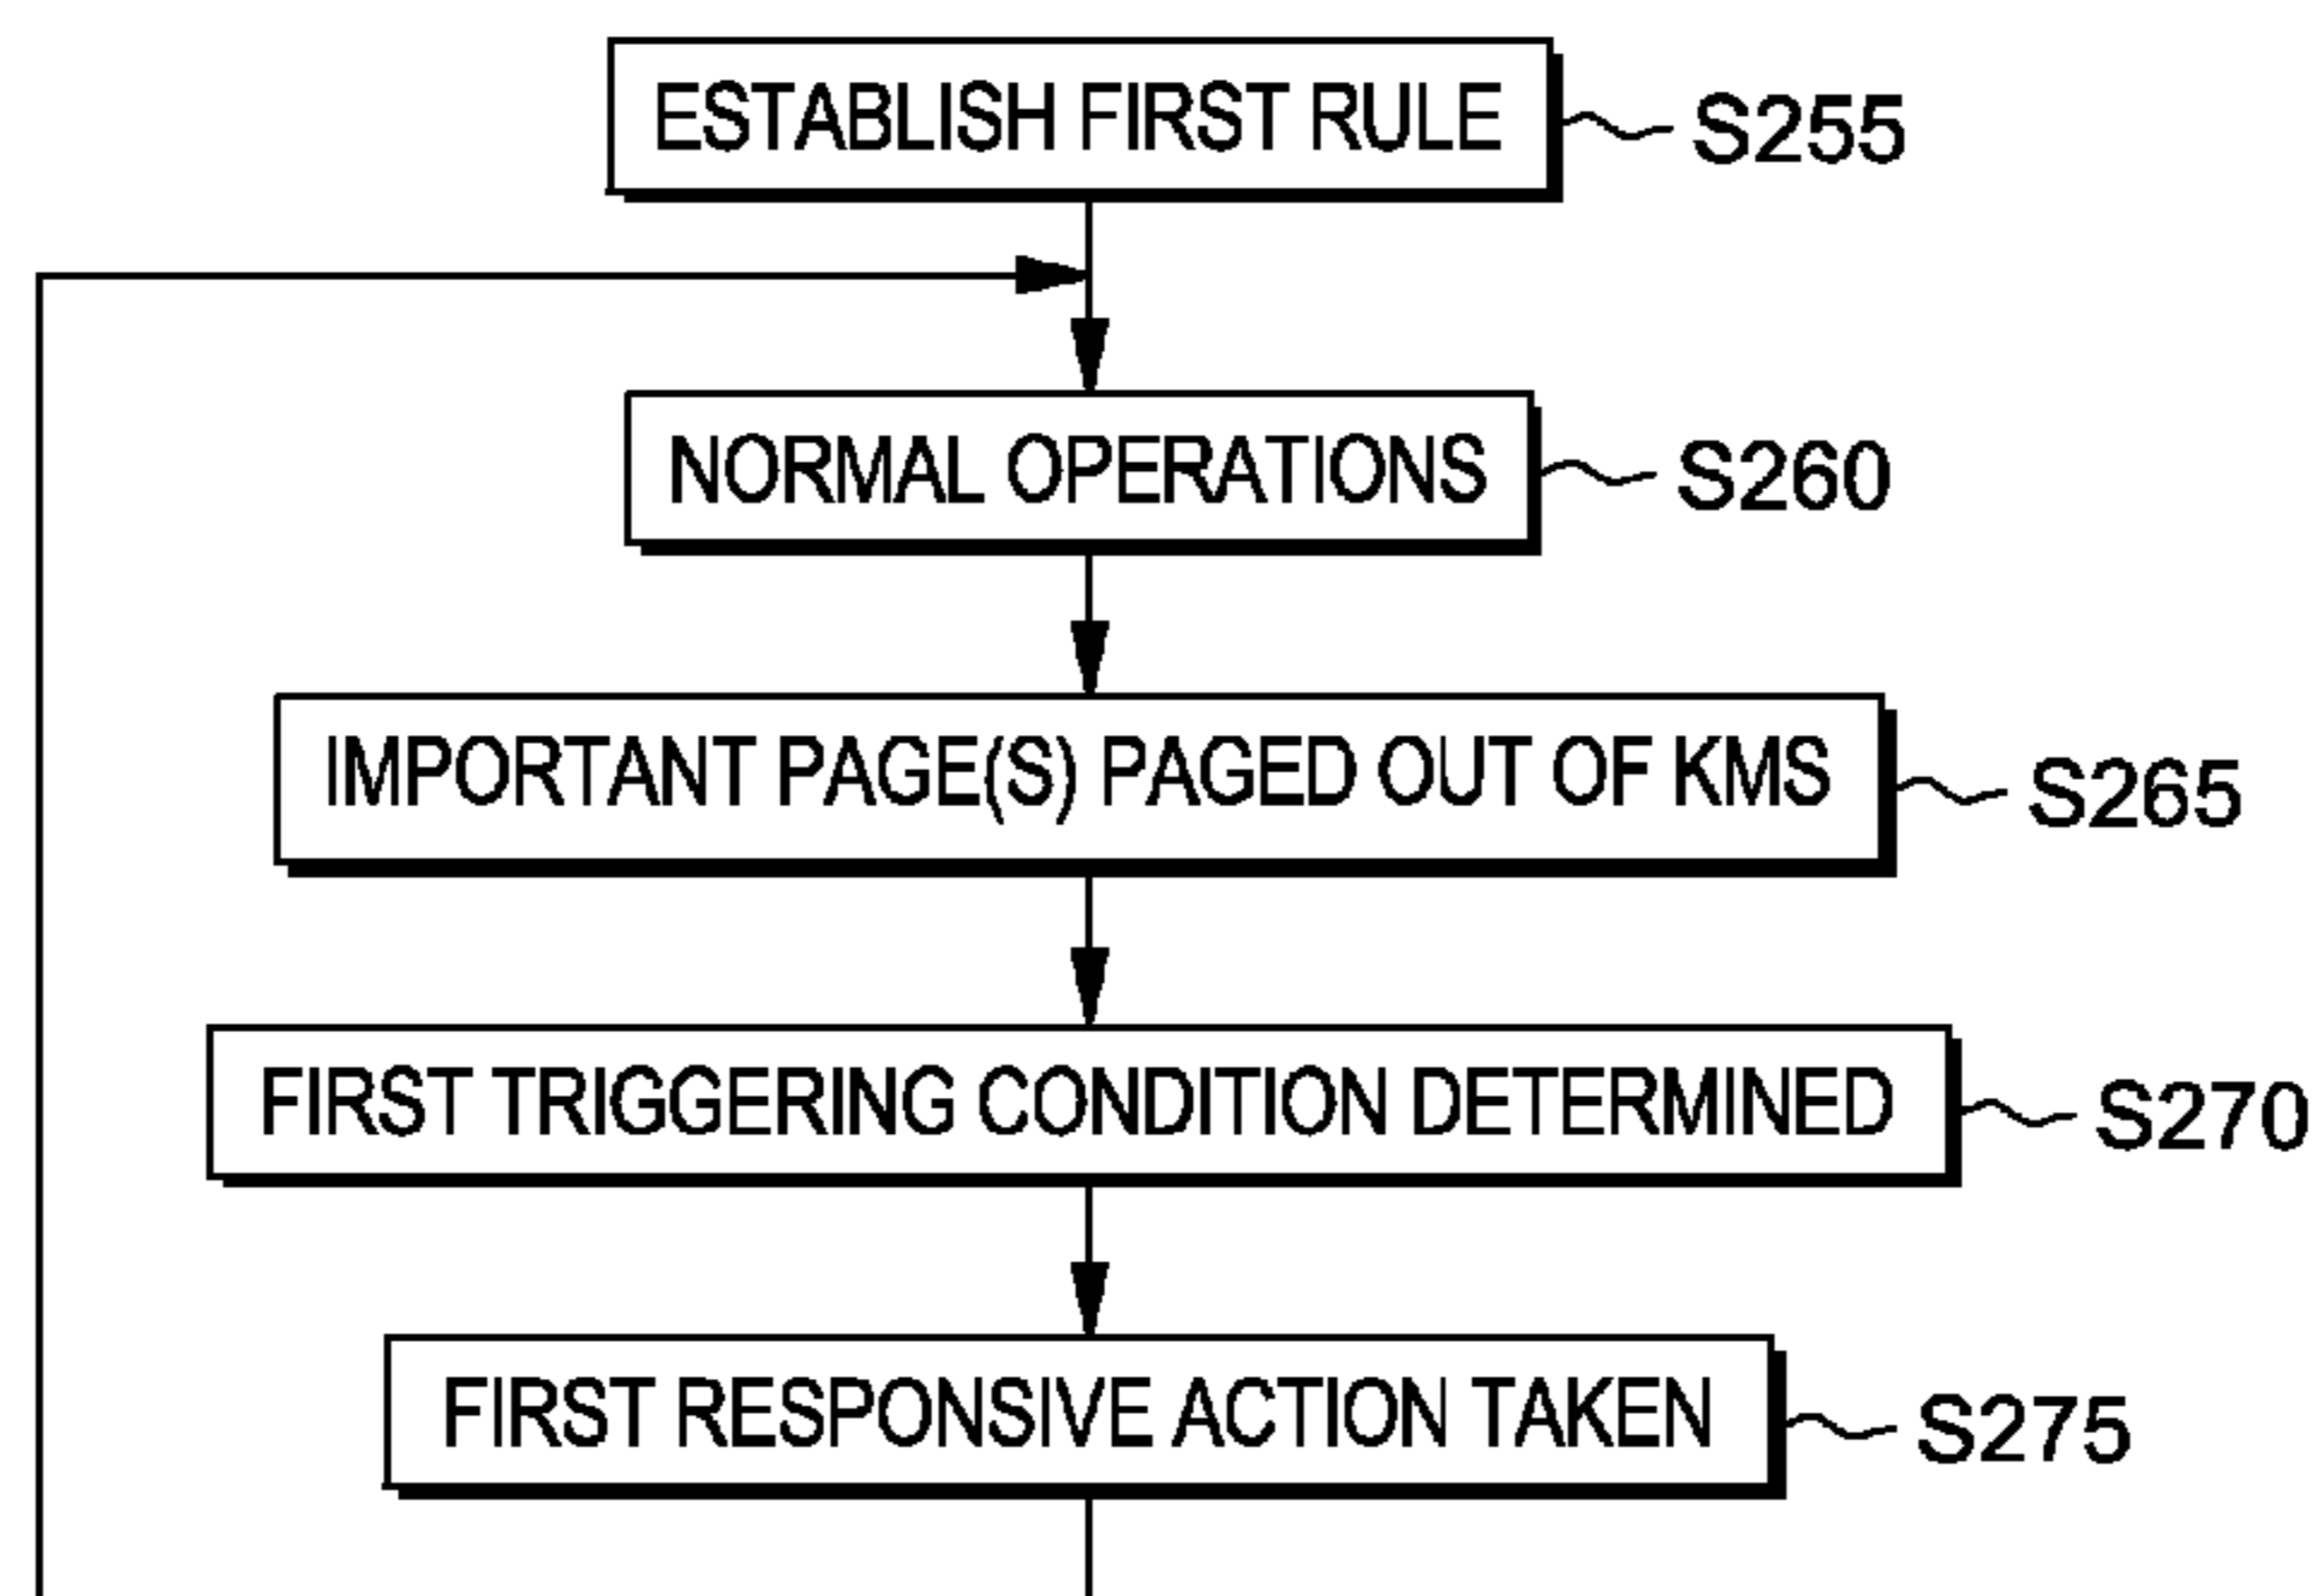 ESTABLISH FIRST RULE
S255
NORMAL OPERATIONS
S260
IMPORTANT PAGE(S) PAGED OUT OF KMS
S265
FIRST TRIGGERING CONDITION DETERMINED
S270
FIRST RESPONSIVE ACTION TAKEN
S275